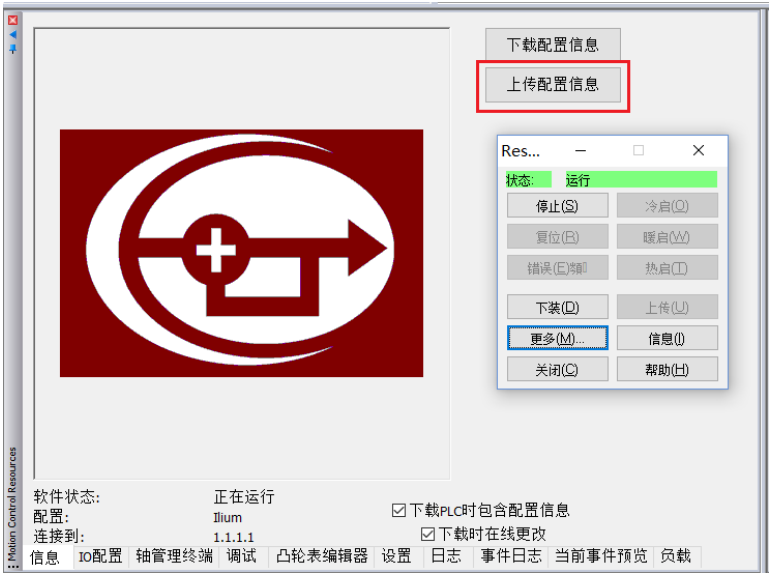 下载配置信息
上传配置信息
Res...
状态: 运行
停止(S) 冷启(O)
复位(R) 暖启(W)
错误(E) 热启(T)
下装(D) 上传(U)
更多(M)... 信息(I)
关闭(C) 帮助(H)
Motion Control Resources
软件状态: 正在运行
配置: Ilium
连接到: 1.1.1.1
下载PLC时包含配置信息
下载时在线更改
信息 IO配置 轴管理终端 调试 凸轮表编辑器 设置 日志 事件日志 当前事件预览 负载